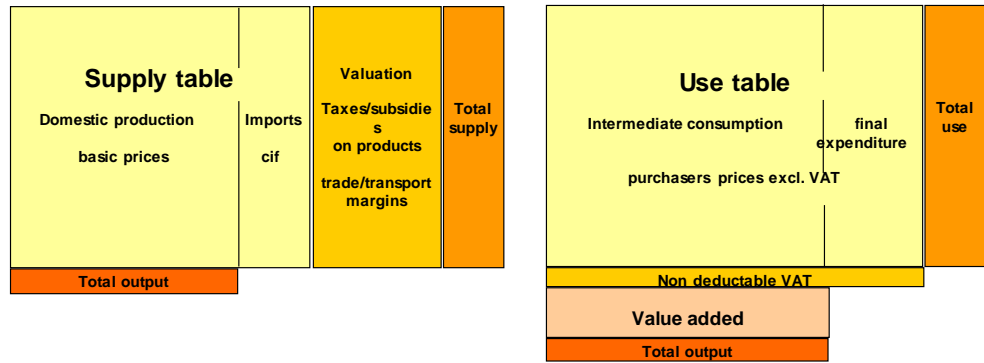 Supply table
Domestic production
basic prices
Imports
cif
Valuation
Taxes/subsidie
s
on products
trade/transport
margins
Total
supply
Total output
Use table
Intermediate consumption
final
expenditure
purchasers prices excl. VAT
Total
use
Non deductable VAT
Value added
Total output